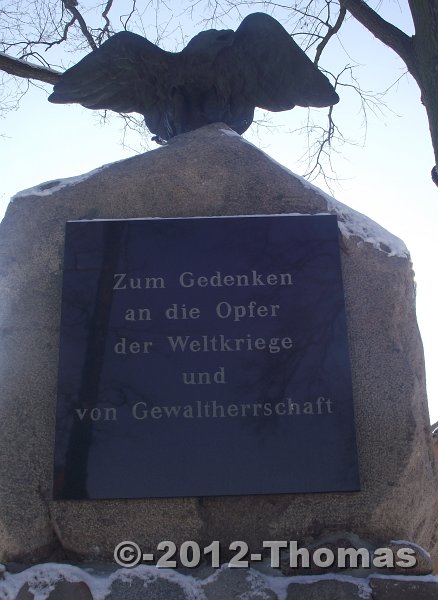 Zum Gedenken
an die Opfer
der Weltkriege
und
von Gewaltherrschaft
©-2012-Thomas